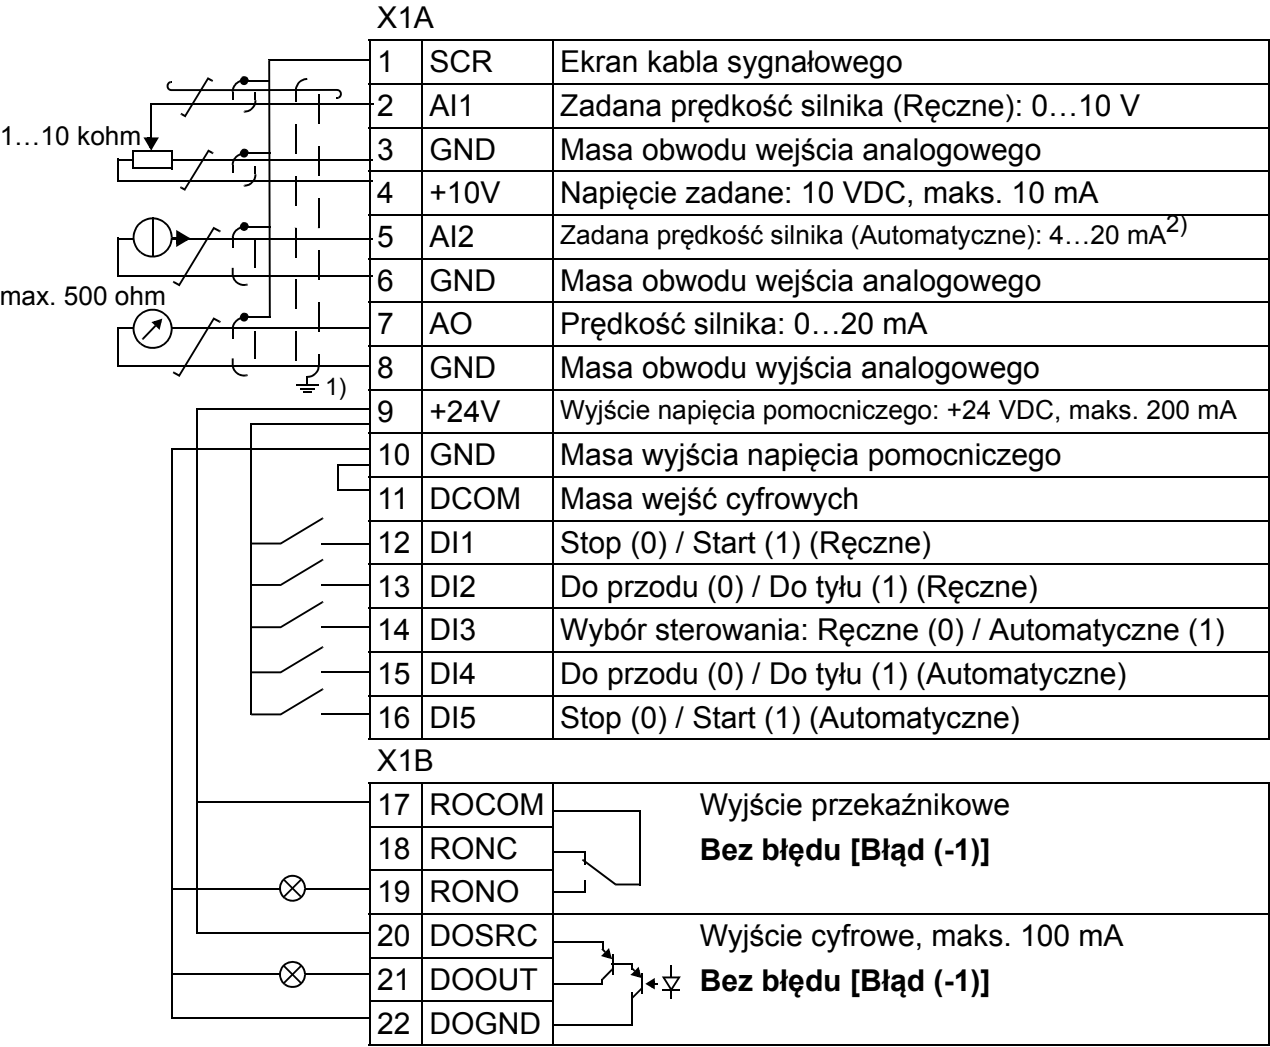 X1A
1 SCR Ekran kabla sygnałowego
2 AI1 Zadana prędkość silnika (Ręczne): 0…10 V
1…10 kohm
3 GND Masa obwodu wejścia analogowego
4 +10V Napięcie zadane: 10 VDC, maks. 10 mA
5 AI2 Zadana prędkość silnika (Automatyczne): 4…20 mA2)
6 GND Masa obwodu wejścia analogowego
max. 500 ohm
7 AO Prędkość silnika: 0…20 mA
8 GND Masa obwodu wyjścia analogowego
1)
9 +24V Wyjście napięcia pomocniczego: +24 VDC, maks. 200 mA
10 GND Masa wyjścia napięcia pomocniczego
11 DCOM Masa wejść cyfrowych
12 DI1 Stop (0) / Start (1) (Ręczne)
13 DI2 Do przodu (0) / Do tyłu (1) (Ręczne)
14 DI3 Wybór sterowania: Ręczne (0) / Automatyczne (1)
15 DI4 Do przodu (0) / Do tyłu (1) (Automatyczne)
16 DI5 Stop (0) / Start (1) (Automatyczne)
X1B
17 ROCOM Wyjście przekaźnikowe
18 RONC Bez błędu [Błąd (-1)]
19 RONO
20 DOSRC Wyjście cyfrowe, maks. 100 mA
21 DOOUT Bez błędu [Błąd (-1)]
22 DOGND